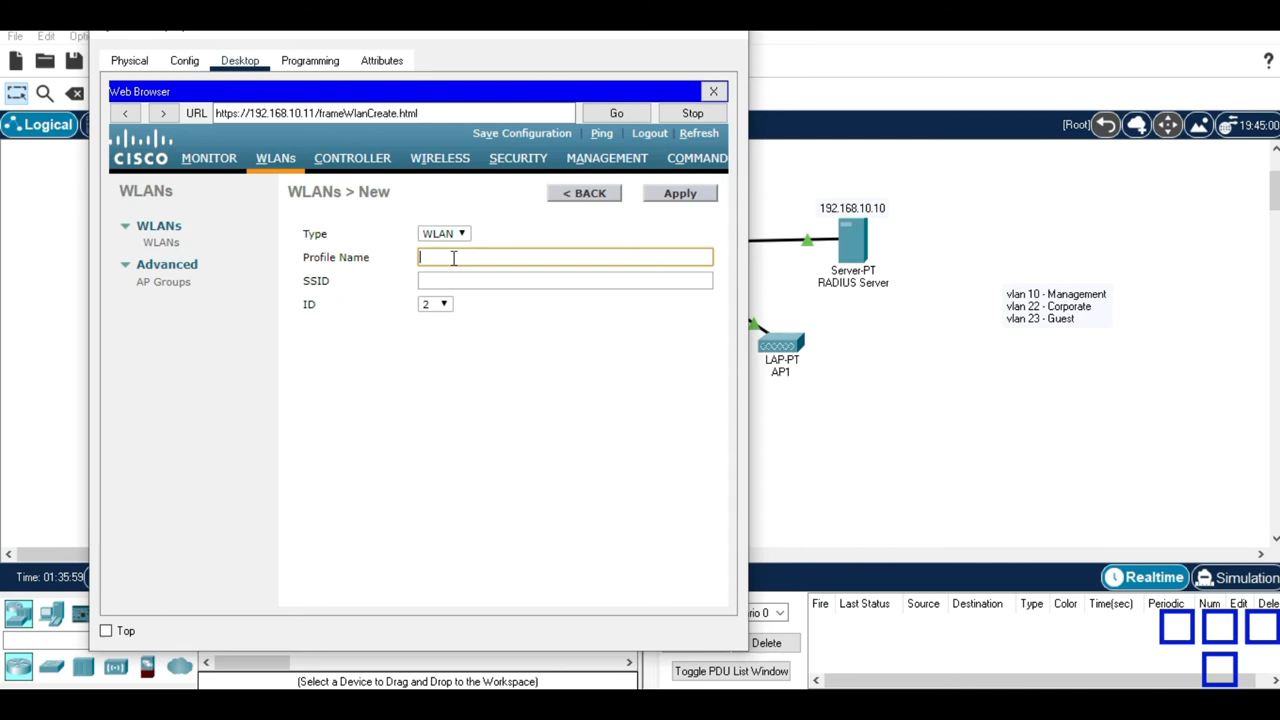 File Edit Opti
Physical Config Desktop Programming Attributes
Web Browser X
< > URL https://192.168.10.11/frameWlanCreate.html Go Stop
Save Configuration Ping Logout Refresh
CISCO MONITOR WLANs CONTROLLER WIRELESS SECURITY MANAGEMENT COMMAND
WLANs
WLANs
WLANs
Advanced
AP Groups
WLANs > New < BACK Apply
Type WLAN
Profile Name
SSID
ID 2
Top
?
Logical
[Root] 19:45:00
192.168.10.10
Server-PT
RADIUS Server
LAP-PT
AP1
vlan 10 - Management
vlan 22 - Corporate
vlan 23 - Guest
Time: 01:35:59
Realtime Simulation
(Select a Device to Drag and Drop to the Workspace)
rio 0
Delete
Toggle PDU List Window
Fire Last Status Source Destination Type Color Time(sec) Periodic Num Edit Dele